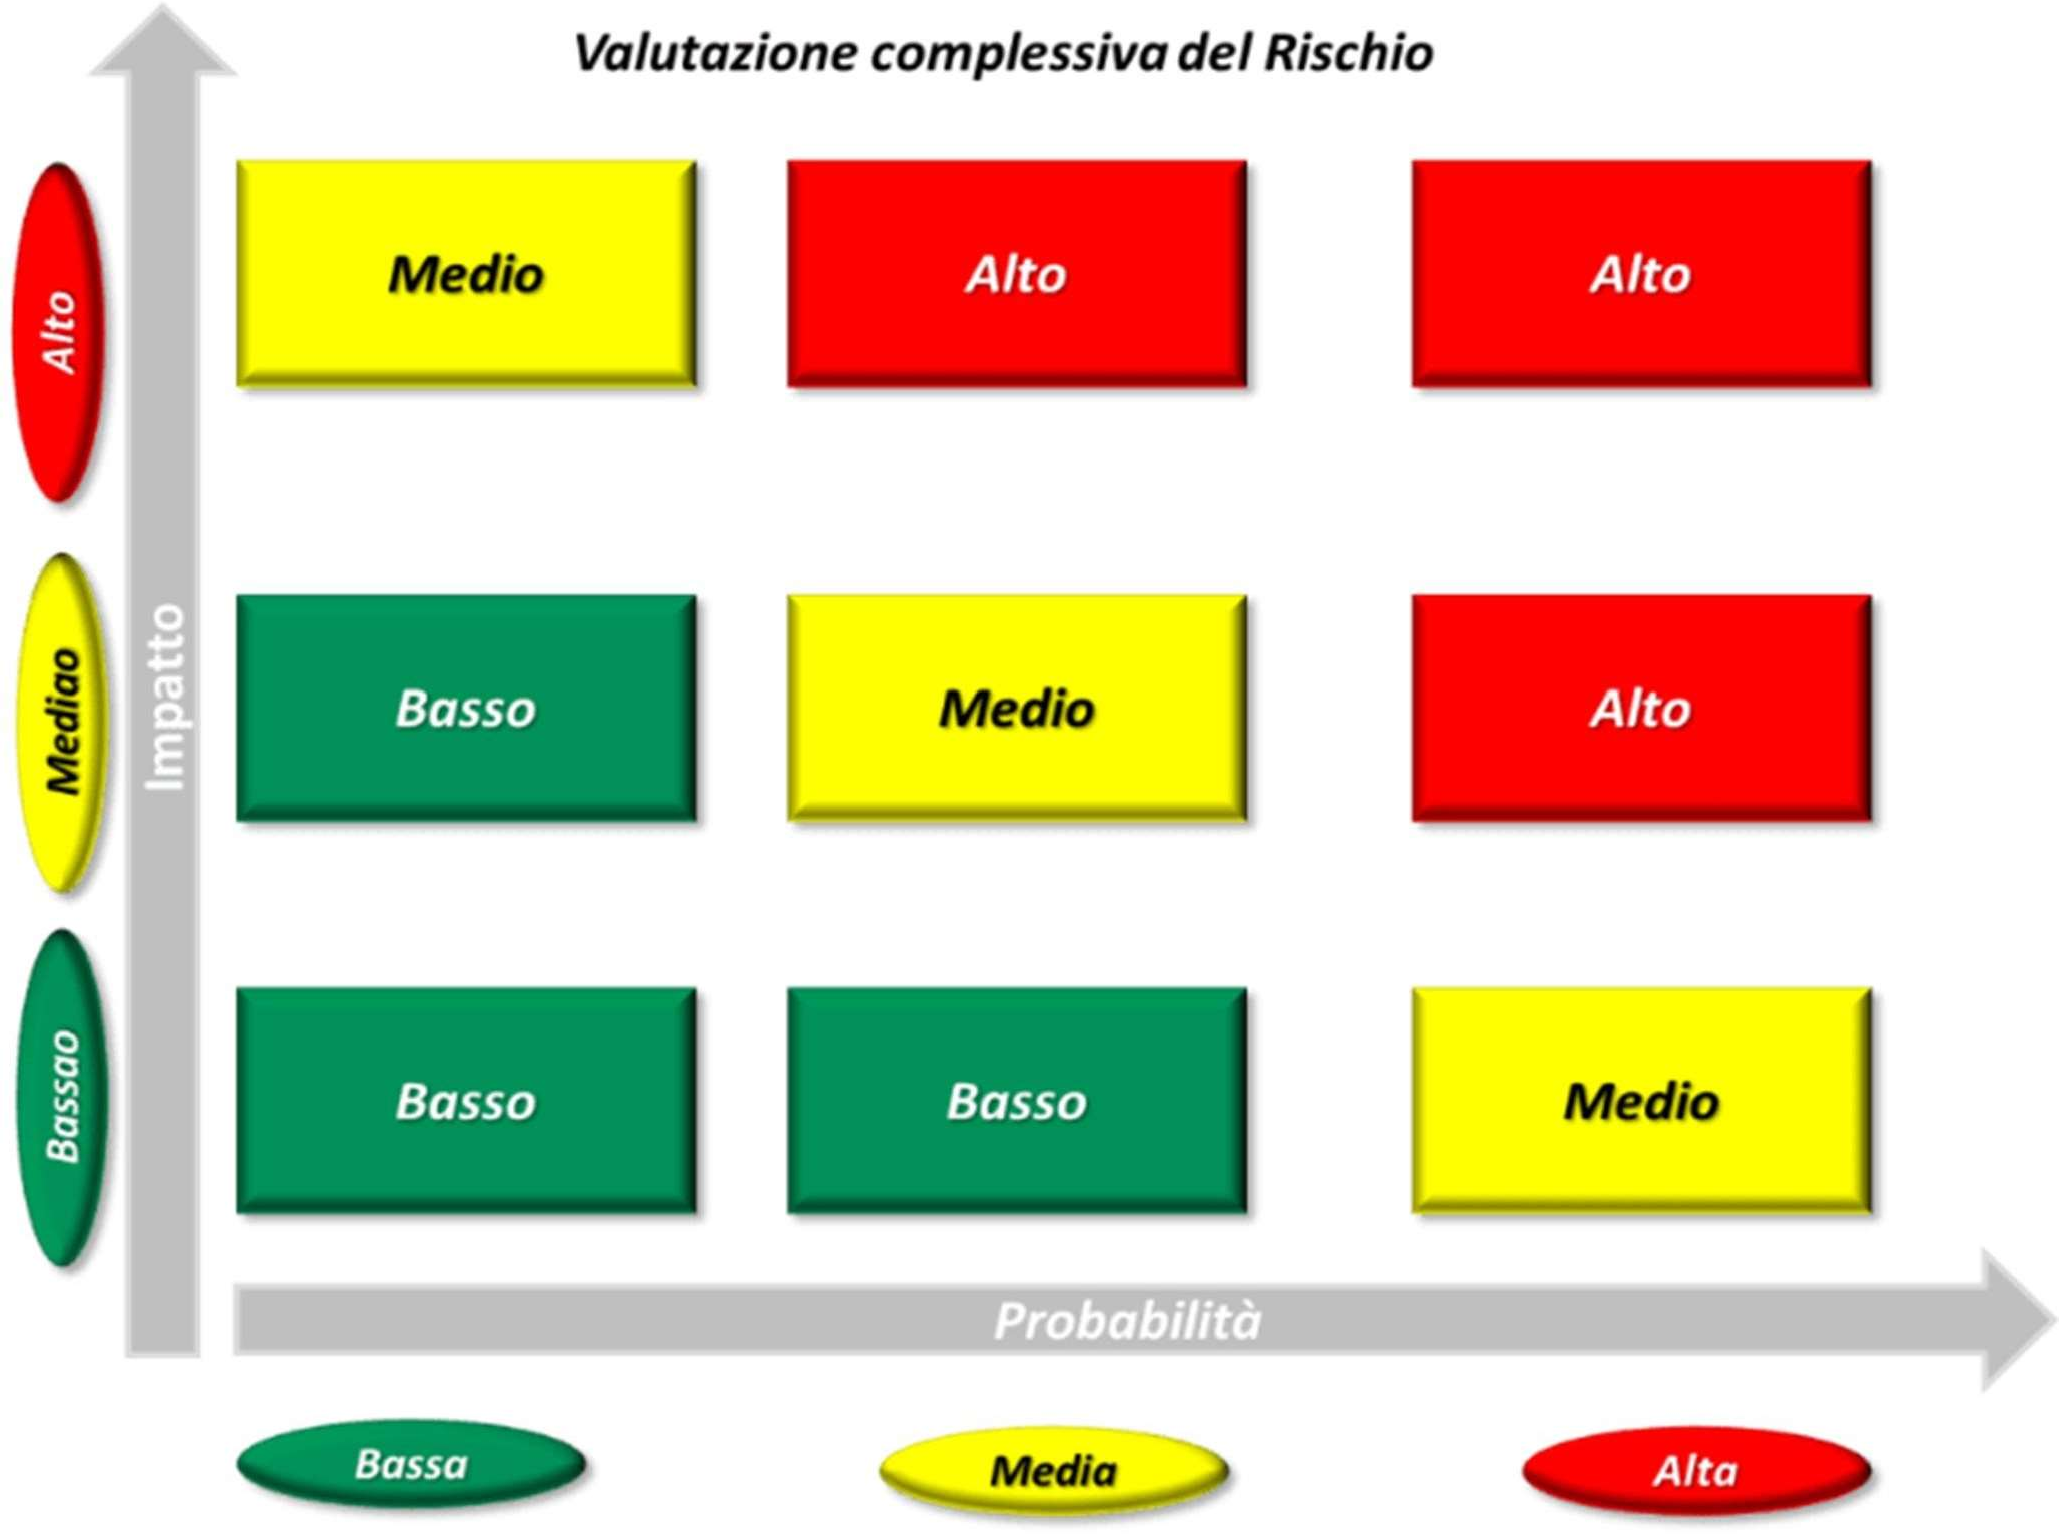 Valutazione complessiva del Rischio
Alto
Medio
Alto
Alto
Impatto
Mediao
Basso
Medio
Alto
Bassao
Basso
Basso
Medio
Probabilità
Bassa
Media
Alta